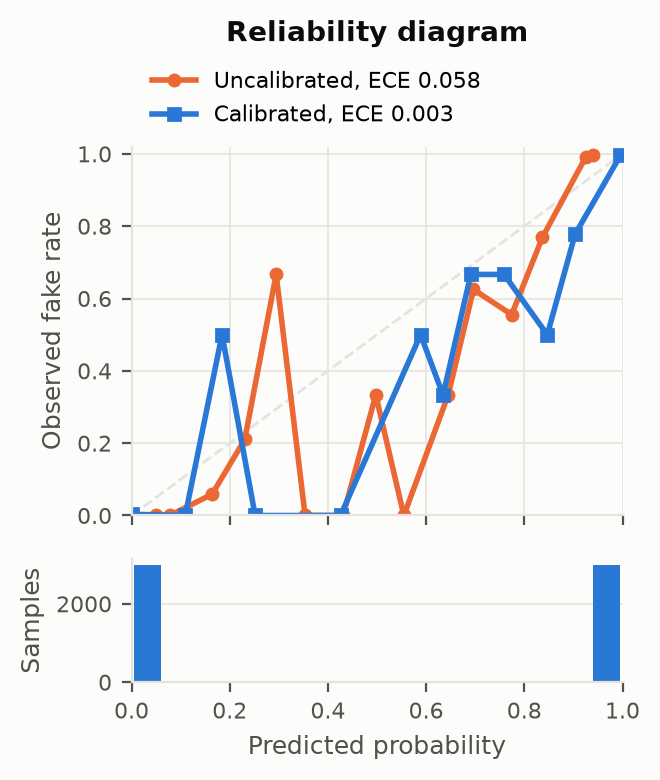 Reliability diagram
Uncalibrated, ECE 0.058
Calibrated, ECE 0.003
Observed fake rate
1.0
0.8
0.6
0.4
0.2
0.0
Samples
2000
0
0.0 0.2 0.4 0.6 0.8 1.0
Predicted probability